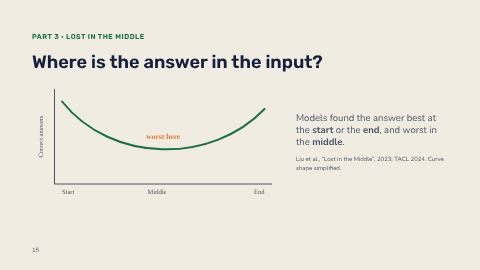 PART 3 • LOST IN THE MIDDLE
Where is the answer in the input?
Correct answers
worst here
Start
Middle
End
Models found the answer best at
the start or the end, and worst in
the middle.
Liu et al., "Lost in the Middle", 2023; TACL 2024. Curve
shape simplified.
15